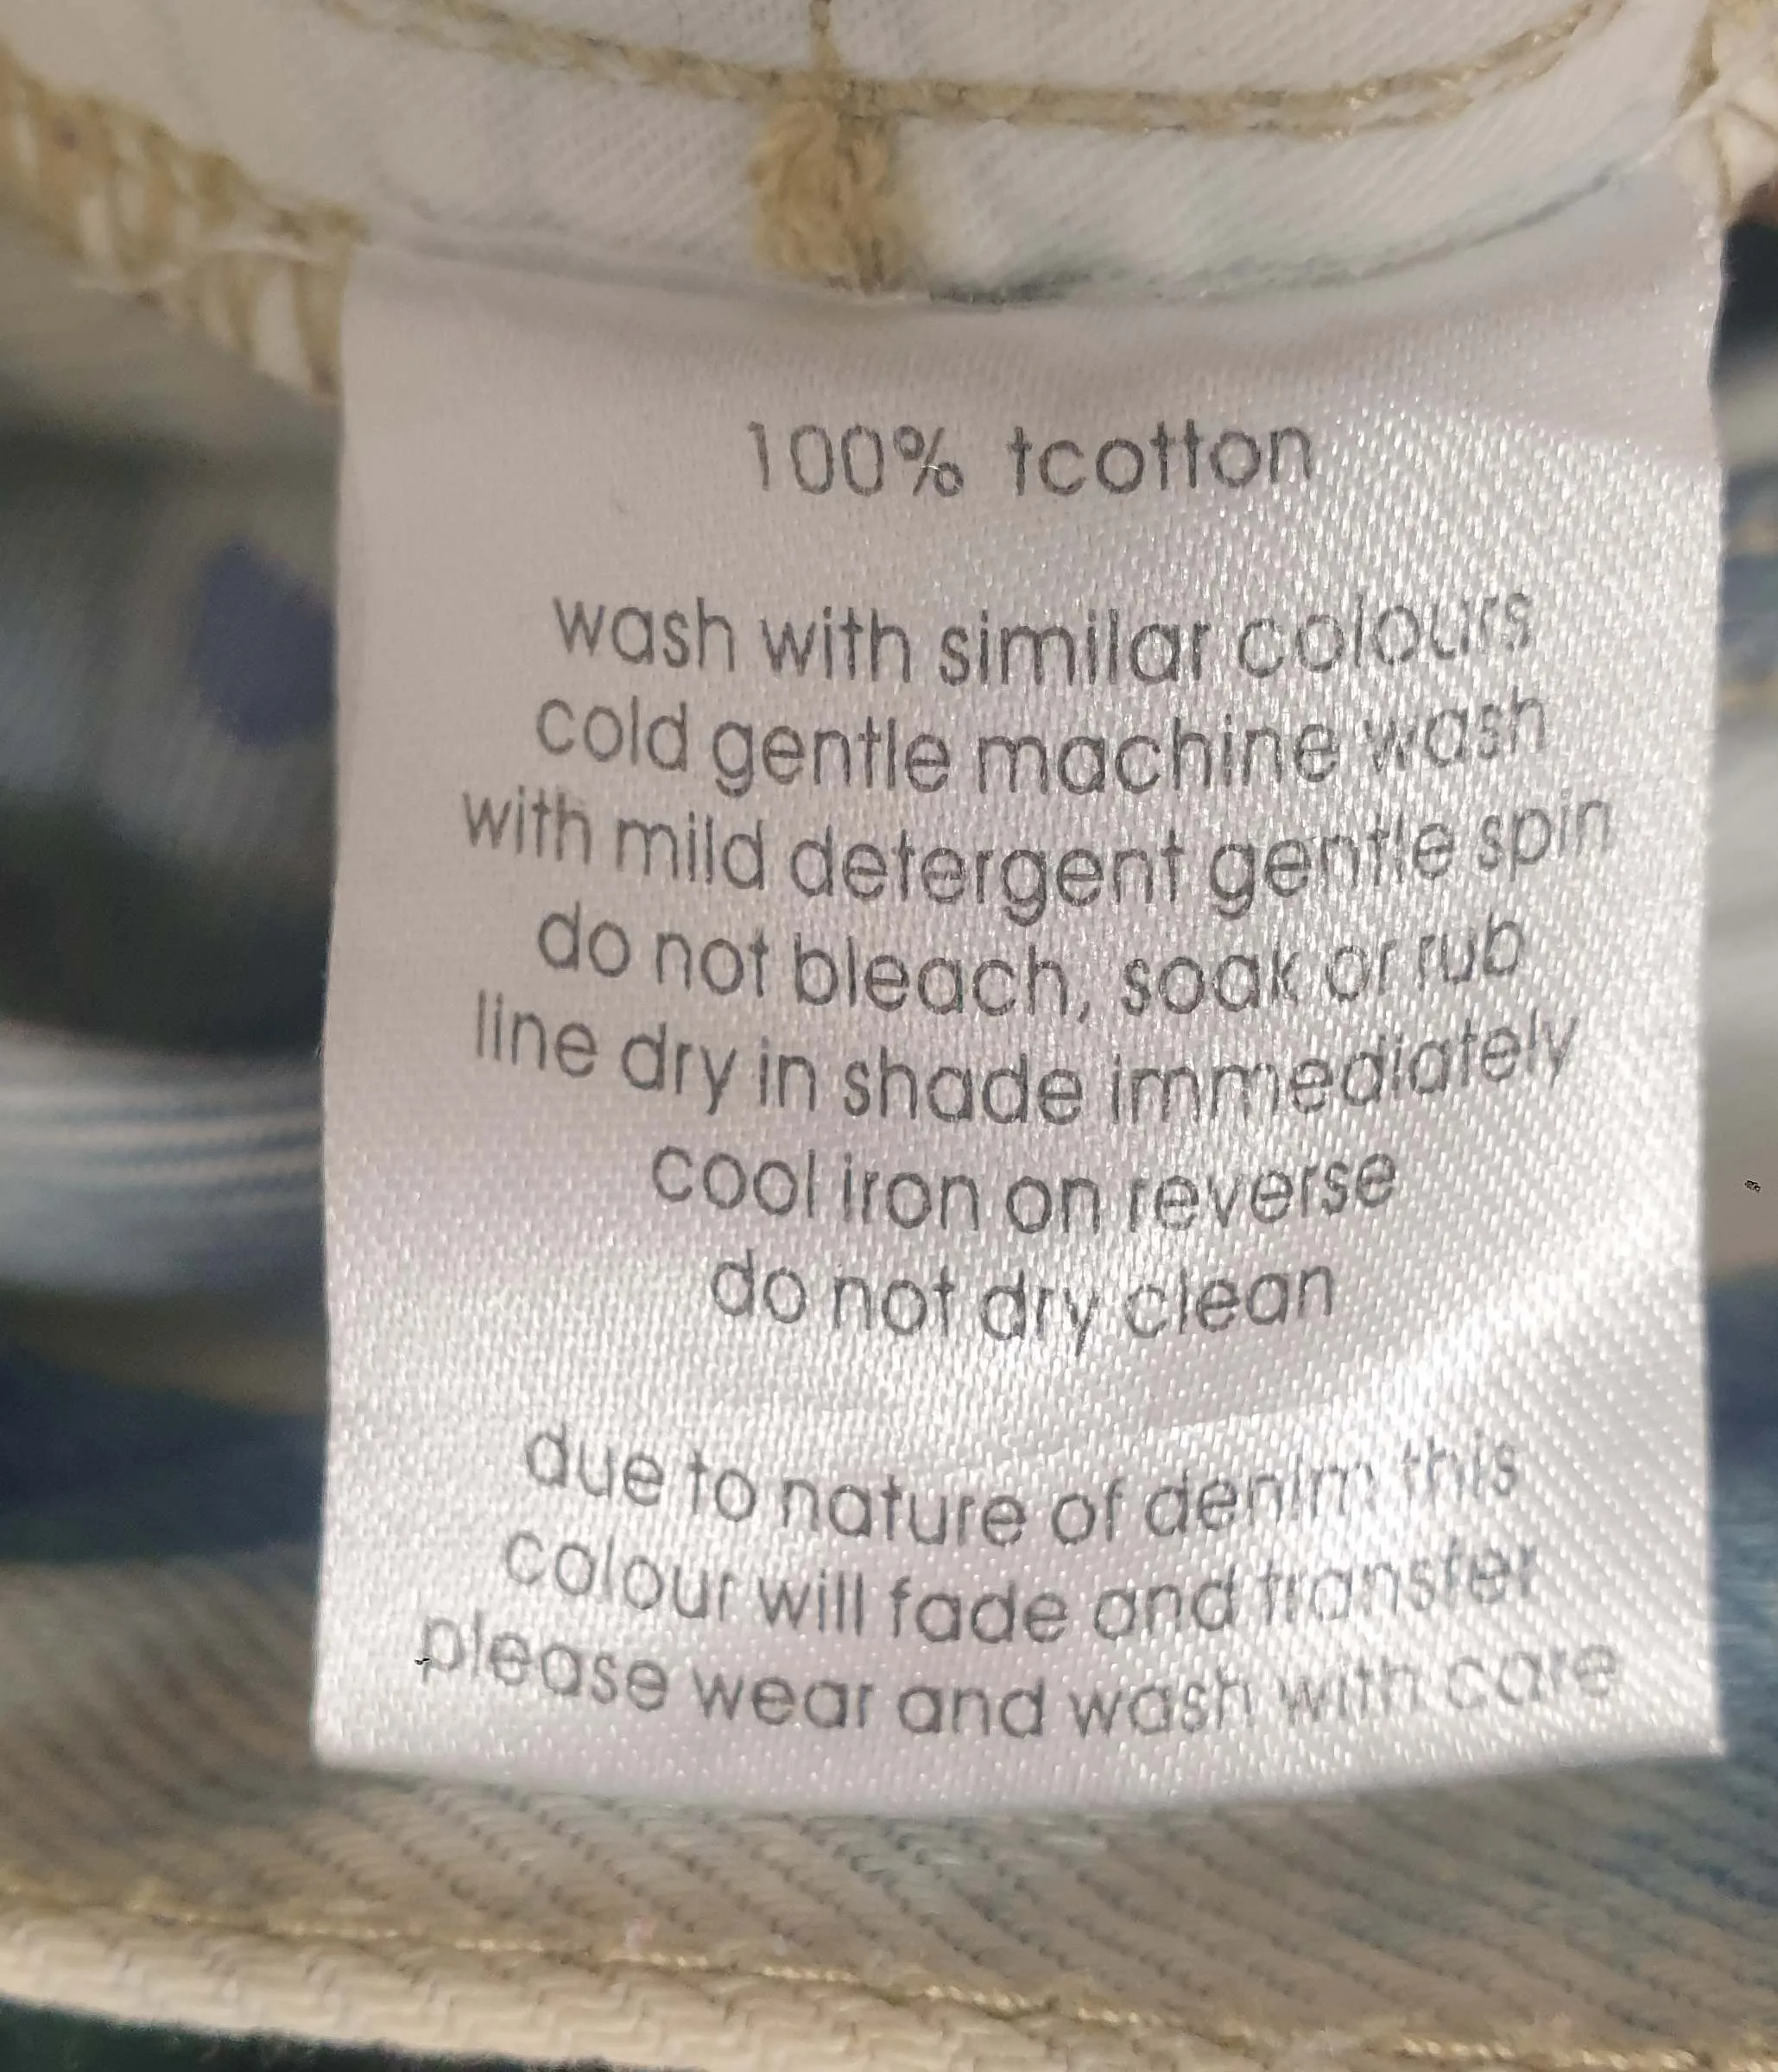 100% tcotton
wash with similar colours
cold gentle machine wash
with mild detergent gentle spin
do not bleach, soak or rub
line dry in shade immediately
cool iron on reverse
do not dry clean
due to nature of denim this
colour will fade and transfer
please wear and wash with care